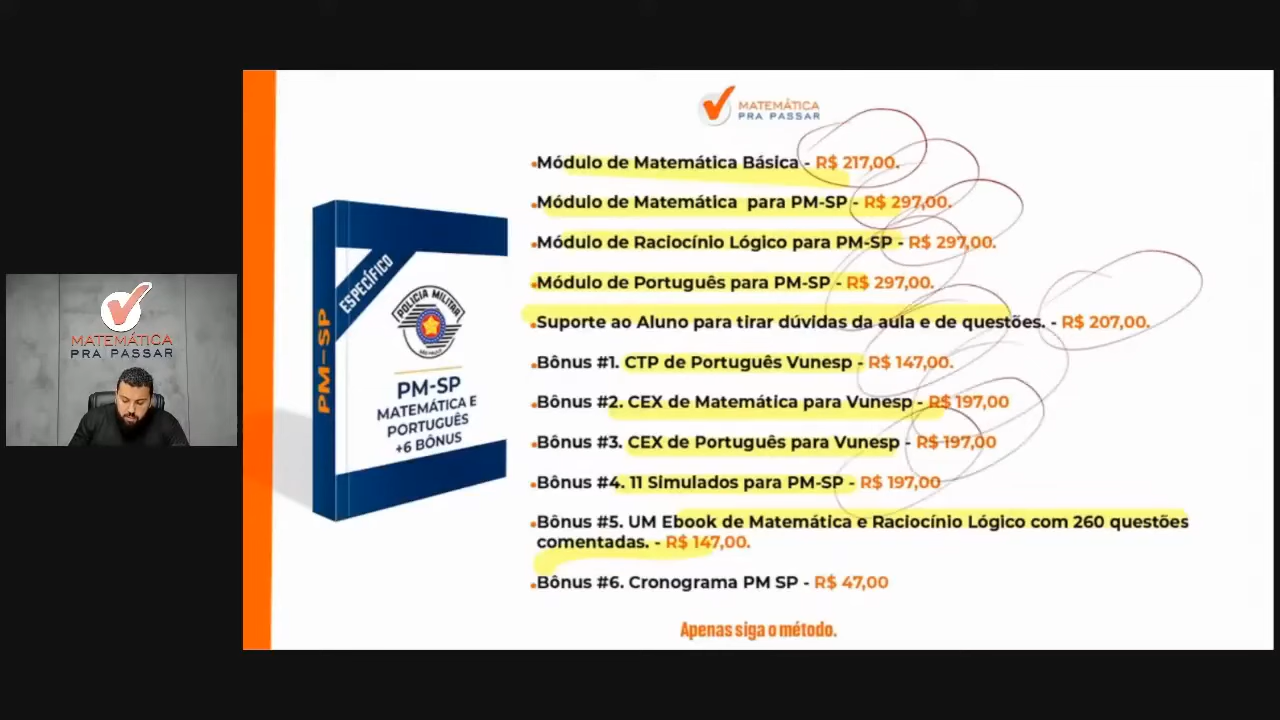 MATEMÁTICA
PRA PASSAR
MATEMÁTICA
PRA PASSAR
PM-SP
ESPECÍFICO
POLÍCIA MILITAR
SÃO PAULO
PM-SP
MATEMÁTICA E
PORTUGUÊS
+6 BÔNUS
•Módulo de Matemática Básica - R$ 217,00.
•Módulo de Matemática para PM-SP - R$ 297,00.
•Módulo de Raciocínio Lógico para PM-SP - R$ 297,00.
•Módulo de Português para PM-SP - R$ 297,00.
•Suporte ao Aluno para tirar dúvidas da aula e de questões. - R$ 207,00.
•Bônus #1. CTP de Português Vunesp - R$ 147,00.
•Bônus #2. CEX de Matemática para Vunesp - R$ 197,00
•Bônus #3. CEX de Português para Vunesp - R$ 197,00
•Bônus #4. 11 Simulados para PM-SP - R$ 197,00
•Bônus #5. UM Ebook de Matemática e Raciocínio Lógico com 260 questões
comentadas. - R$ 147,00.
•Bônus #6. Cronograma PM SP - R$ 47,00
Apenas siga o método.